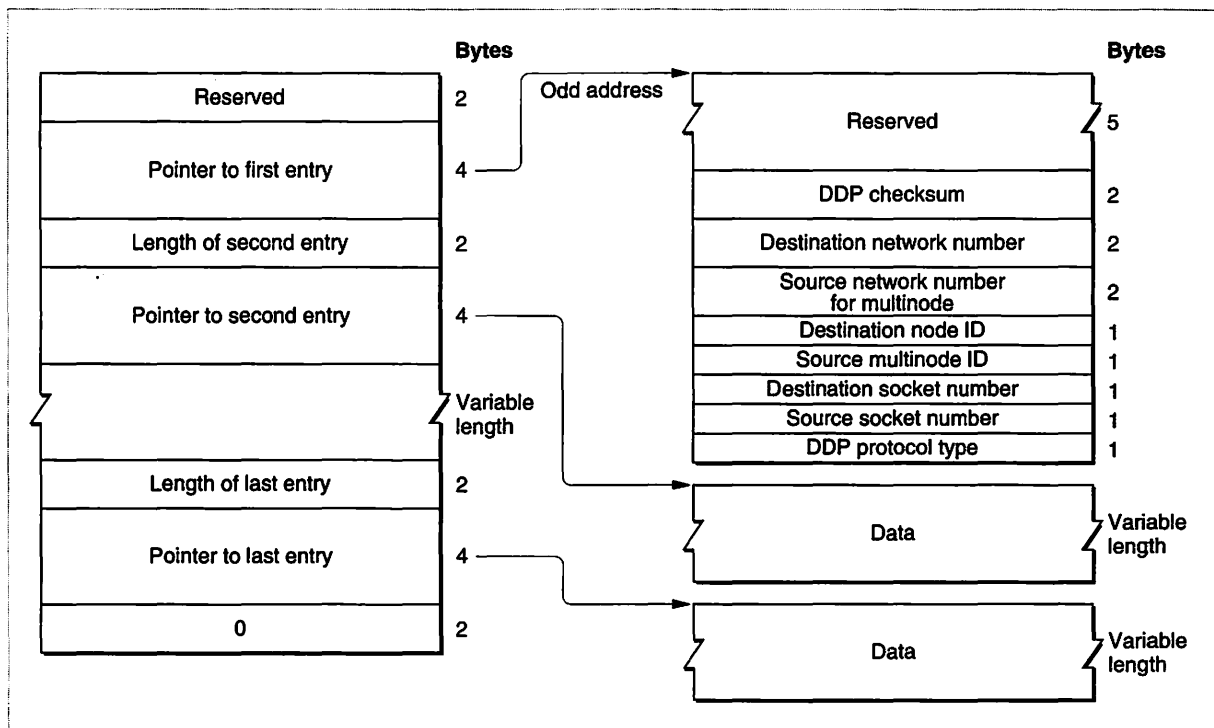 Bytes
Reserved
2
Pointer to first entry
4
Length of second entry
2
Pointer to second entry
4
Variable
length
Length of last entry
2
Pointer to last entry
4
0
2
Odd address
Bytes
Reserved
5
DDP checksum
2
Destination network number
2
Source network number
for multinode
2
Destination node ID
1
Source multinode ID
1
Destination socket number
1
Source socket number
1
DDP protocol type
1
Data
Variable
length
Data
Variable
length